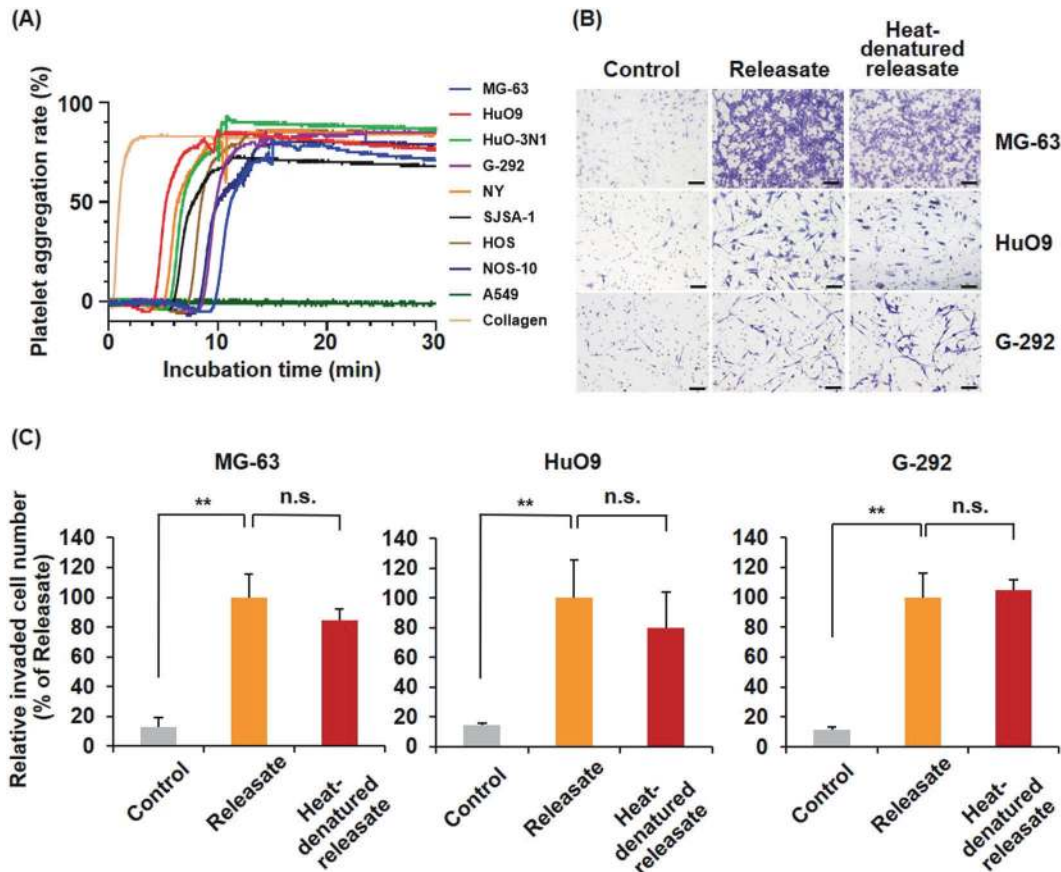 (A)
Platelet aggregation rate (%)
100
50
0
0
10
20
30
Incubation time (min)
MG-63
HuO9
HuO-3N1
G-292
NY
SJSA-1
HOS
NOS-10
A549
Collagen
(B)
Control
Releasate
Heat-
denatured
releasate
MG-63
HuO9
G-292
(C)
Relative invaded cell number
(% of Releasate)
MG-63
**
n.s.
140
120
100
80
60
40
20
0
Control
Releasate
Heat-
denatured
releasate
HuO9
**
n.s.
140
120
100
80
60
40
20
0
Control
Releasate
Heat-
denatured
releasate
G-292
**
n.s.
140
120
100
80
60
40
20
0
Control
Releasate
Heat-
denatured
releasate